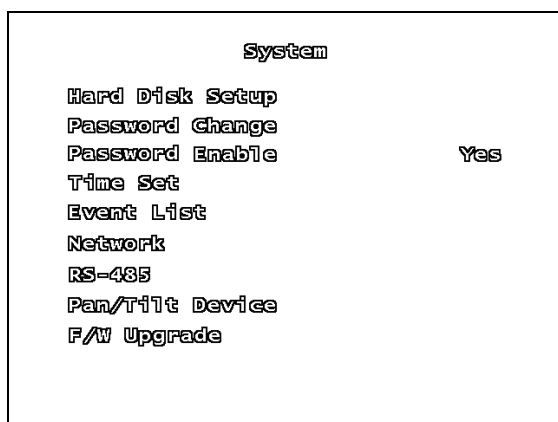 System
Hard Disk Setup
Password Change
Password Enable Yes
Time Set
Event List
Network
RS-485
Pan/Tilt Device
F/W Upgrade